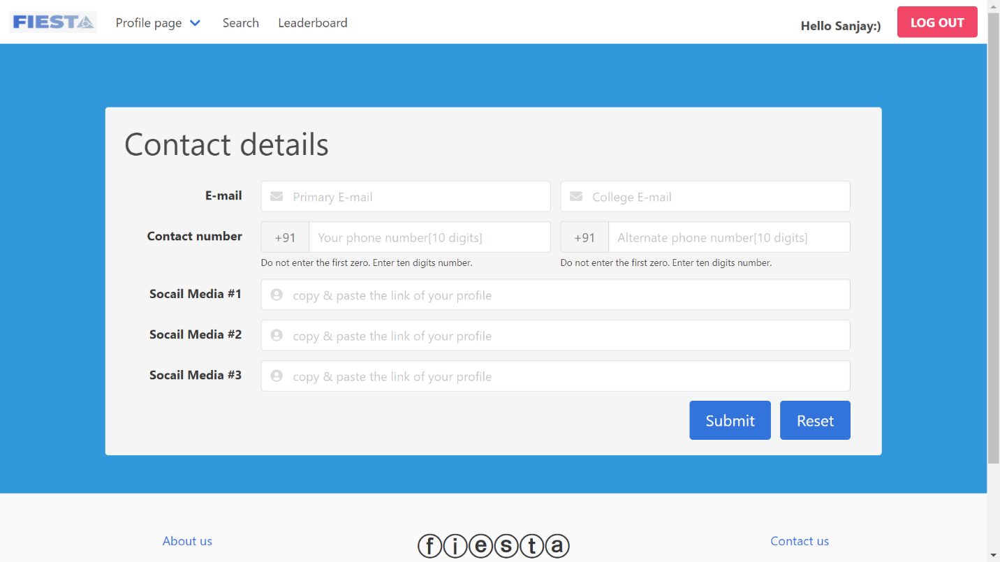 FIESTA Profile page Search Leaderboard Hello Sanjay:) LOG OUT
Contact details
E-mail Primary E-mail College E-mail
Contact number +91 Your phone number[10 digits] +91 Alternate phone number[10 digits]
Do not enter the first zero. Enter ten digits number. Do not enter the first zero. Enter ten digits number.
Socail Media #1 copy & paste the link of your profile
Socail Media #2 copy & paste the link of your profile
Socail Media #3 copy & paste the link of your profile
Submit Reset
About us ⓕⓘⓔⓢⓣⓐ Contact us